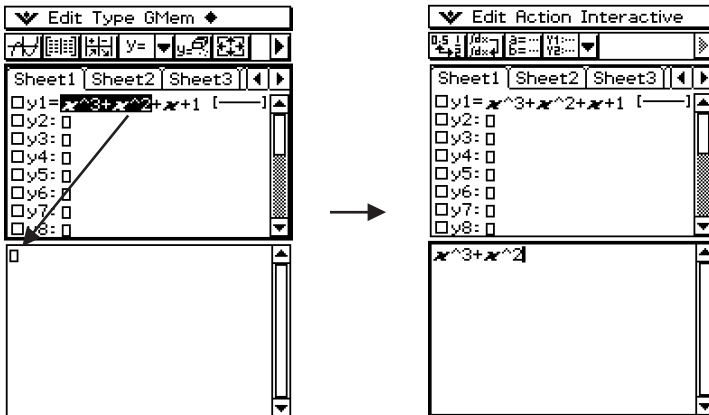 Edit Type GMem
y=
Sheet1 Sheet2 Sheet3
y1=x^3+x^2+x+1 [—]
y2:
y3:
y4:
y5:
y6:
y7:
y8:
Edit Action Interactive
Sheet1 Sheet2 Sheet3
y1=x^3+x^2+x+1 [—]
y2:
y3:
y4:
y5:
y6:
y7:
y8:
x^3+x^2